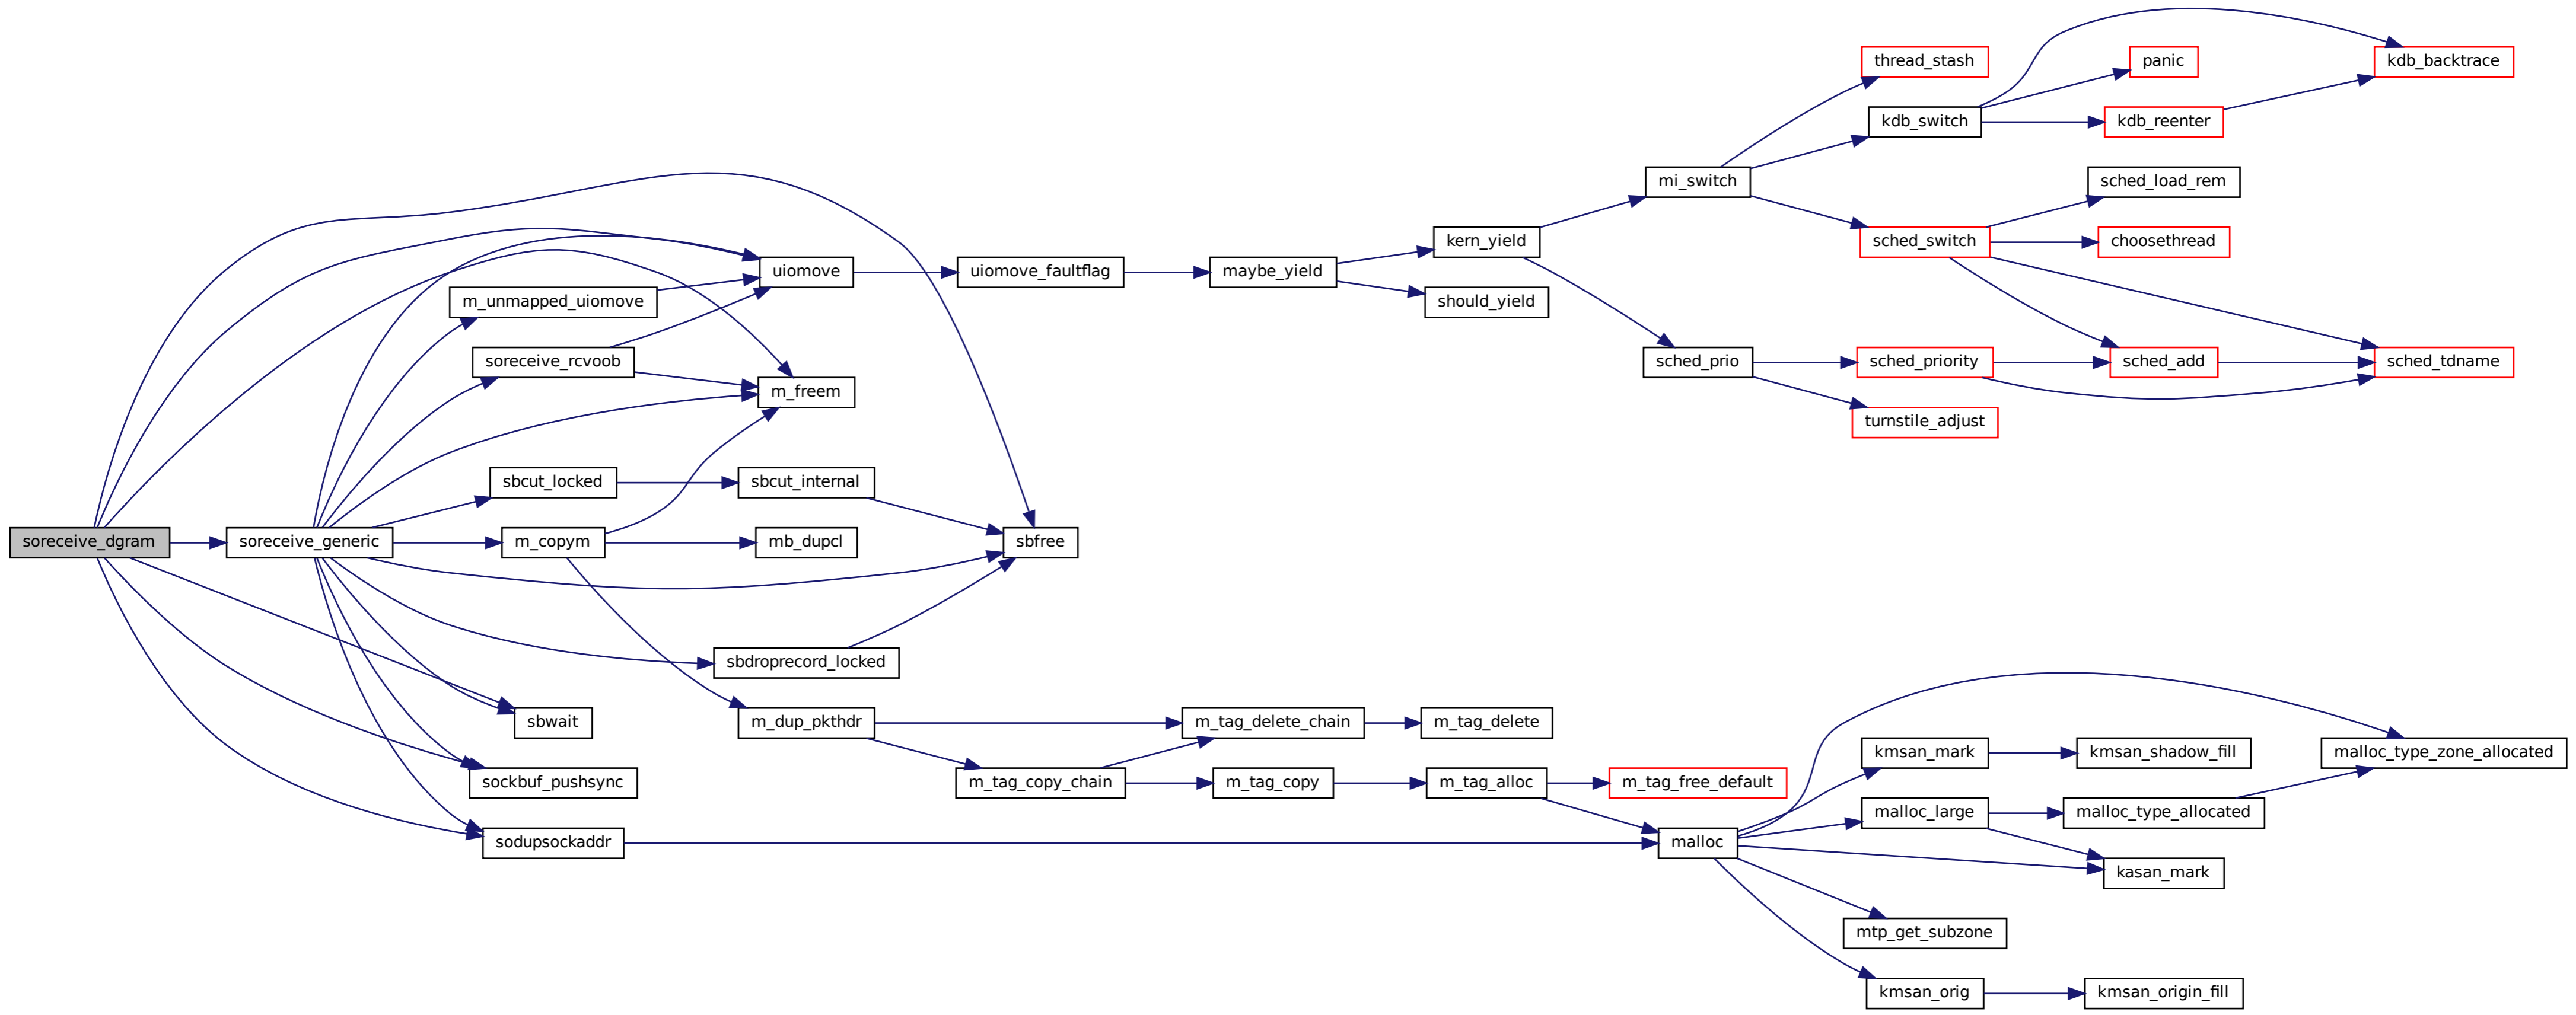 thread_stash
panic
kdb_backtrace
kdb_switch
kdb_reenter
mi_switch
sched_load_rem
kern_yield
sched_switch
choosethread
uiomove
uiomove_faultflag
maybe_yield
m_unmapped_uiomove
should_yield
soreceive_rcvoob
sched_prio
sched_priority
sched_add
sched_tdname
m_freem
turnstile_adjust
sbcut_locked
sbcut_internal
soreceive_dgram
soreceive_generic
m_copym
mb_dupcl
sbfree
sbdroprecord_locked
sbwait
m_dup_pkthdr
m_tag_delete_chain
m_tag_delete
kmsan_mark
kmsan_shadow_fill
malloc_type_zone_allocated
sockbuf_pushsync
m_tag_copy_chain
m_tag_copy
m_tag_alloc
m_tag_free_default
malloc_large
malloc_type_allocated
sodupsockaddr
malloc
kasan_mark
mtp_get_subzone
kmsan_orig
kmsan_origin_fill